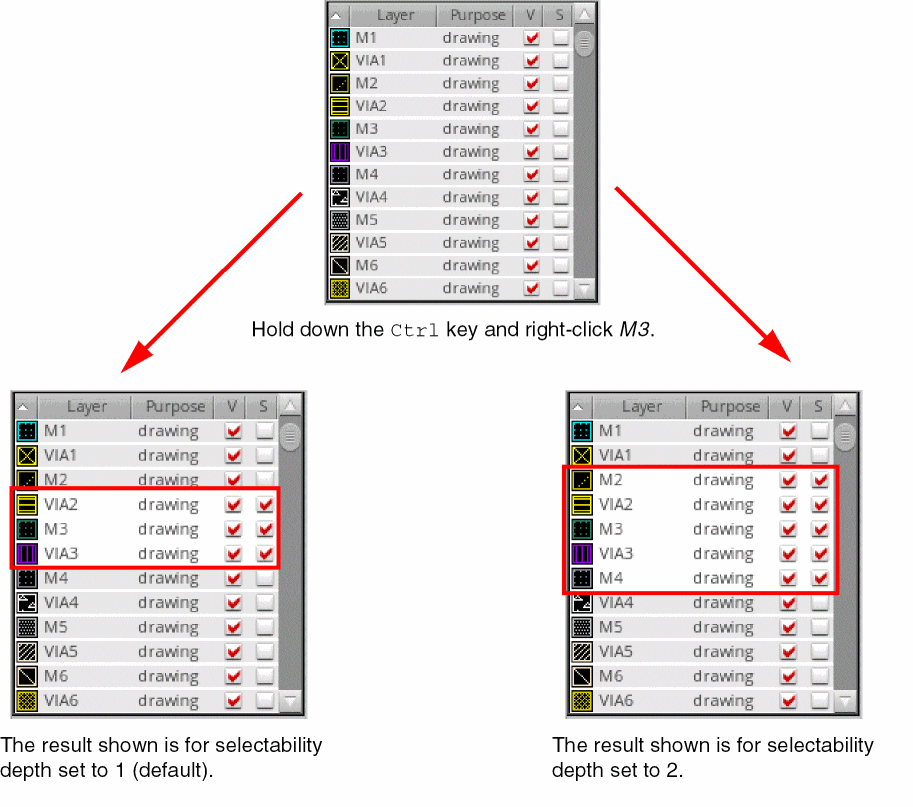 Layer Purpose V S
M1 drawing
VIA1 drawing
M2 drawing
VIA2 drawing
M3 drawing
VIA3 drawing
M4 drawing
VIA4 drawing
M5 drawing
VIA5 drawing
M6 drawing
VIA6 drawing
Hold down the Ctrl key and right-click M3.
Layer Purpose V S
M1 drawing
VIA1 drawing
M2 drawing
VIA2 drawing
M3 drawing
VIA3 drawing
M4 drawing
VIA4 drawing
M5 drawing
VIA5 drawing
M6 drawing
VIA6 drawing
The result shown is for selectability
depth set to 1 (default).
Layer Purpose V S
M1 drawing
VIA1 drawing
M2 drawing
VIA2 drawing
M3 drawing
VIA3 drawing
M4 drawing
VIA4 drawing
M5 drawing
VIA5 drawing
M6 drawing
VIA6 drawing
The result shown is for selectability
depth set to 2.